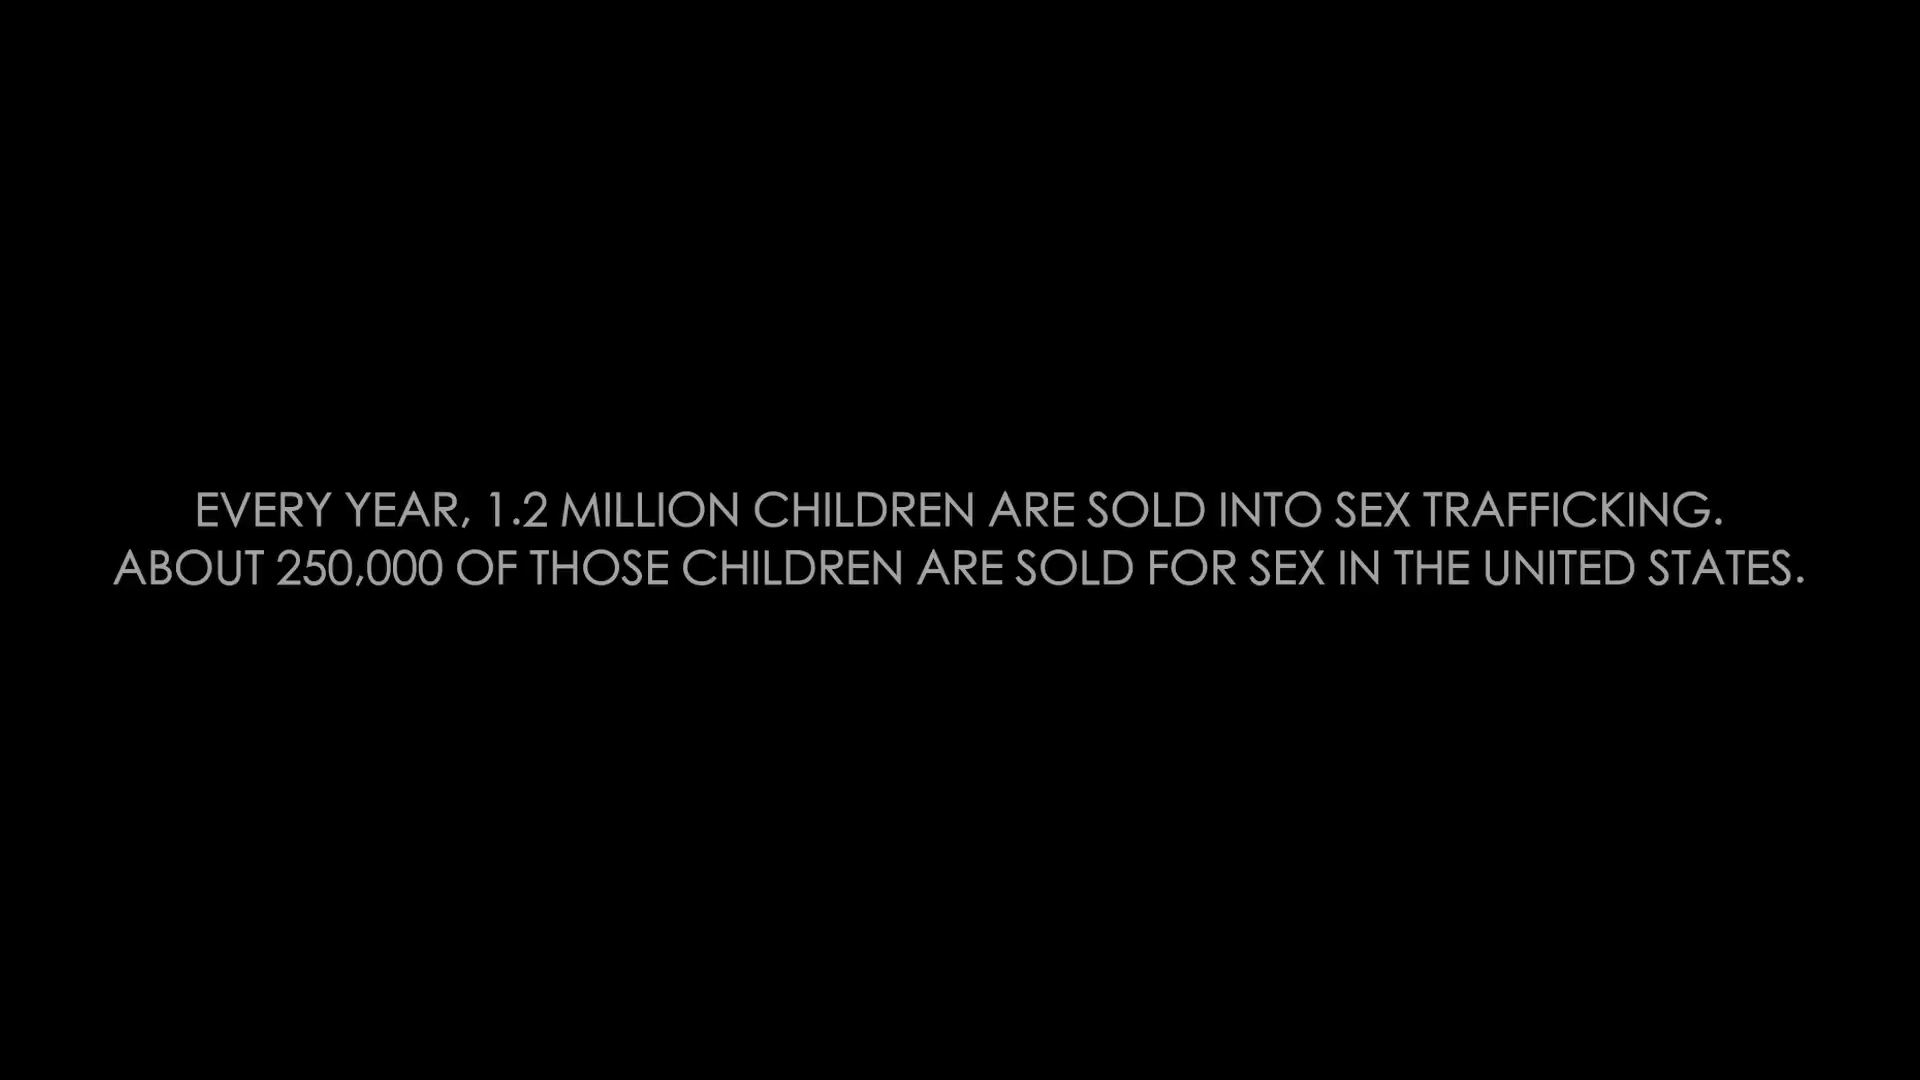 EVERY YEAR, 1.2 MILLION CHILDREN ARE SOLD INTO SEX TRAFFICKING.
ABOUT 250,000 OF THOSE CHILDREN ARE SOLD FOR SEX IN THE UNITED STATES.